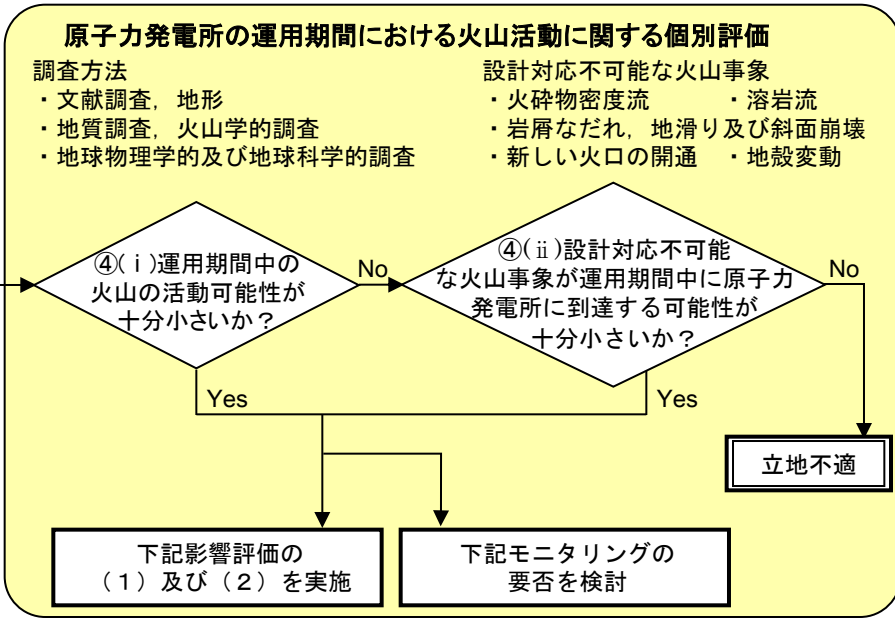 原子力発電所の運用期間における火山活動に関する個別評価
調査方法
・文献調査，地形
・地質調査，火山学的調査
・地球物理学的及び地球科学的調査
設計対応不可能な火山事象
・火砕物密度流　・溶岩流
・岩屑なだれ，地滑り及び斜面崩壊
・新しい火口の開通　・地殻変動
④(ⅰ)運用期間中の
火山の活動可能性が
十分小さいか？
No
④(ⅱ)設計対応不可能
な火山事象が運用期間中に原子力
発電所に到達する可能性が
十分小さいか？
No
Yes
Yes
立地不適
下記影響評価の
（１）及び（２）を実施
下記モニタリングの
要否を検討